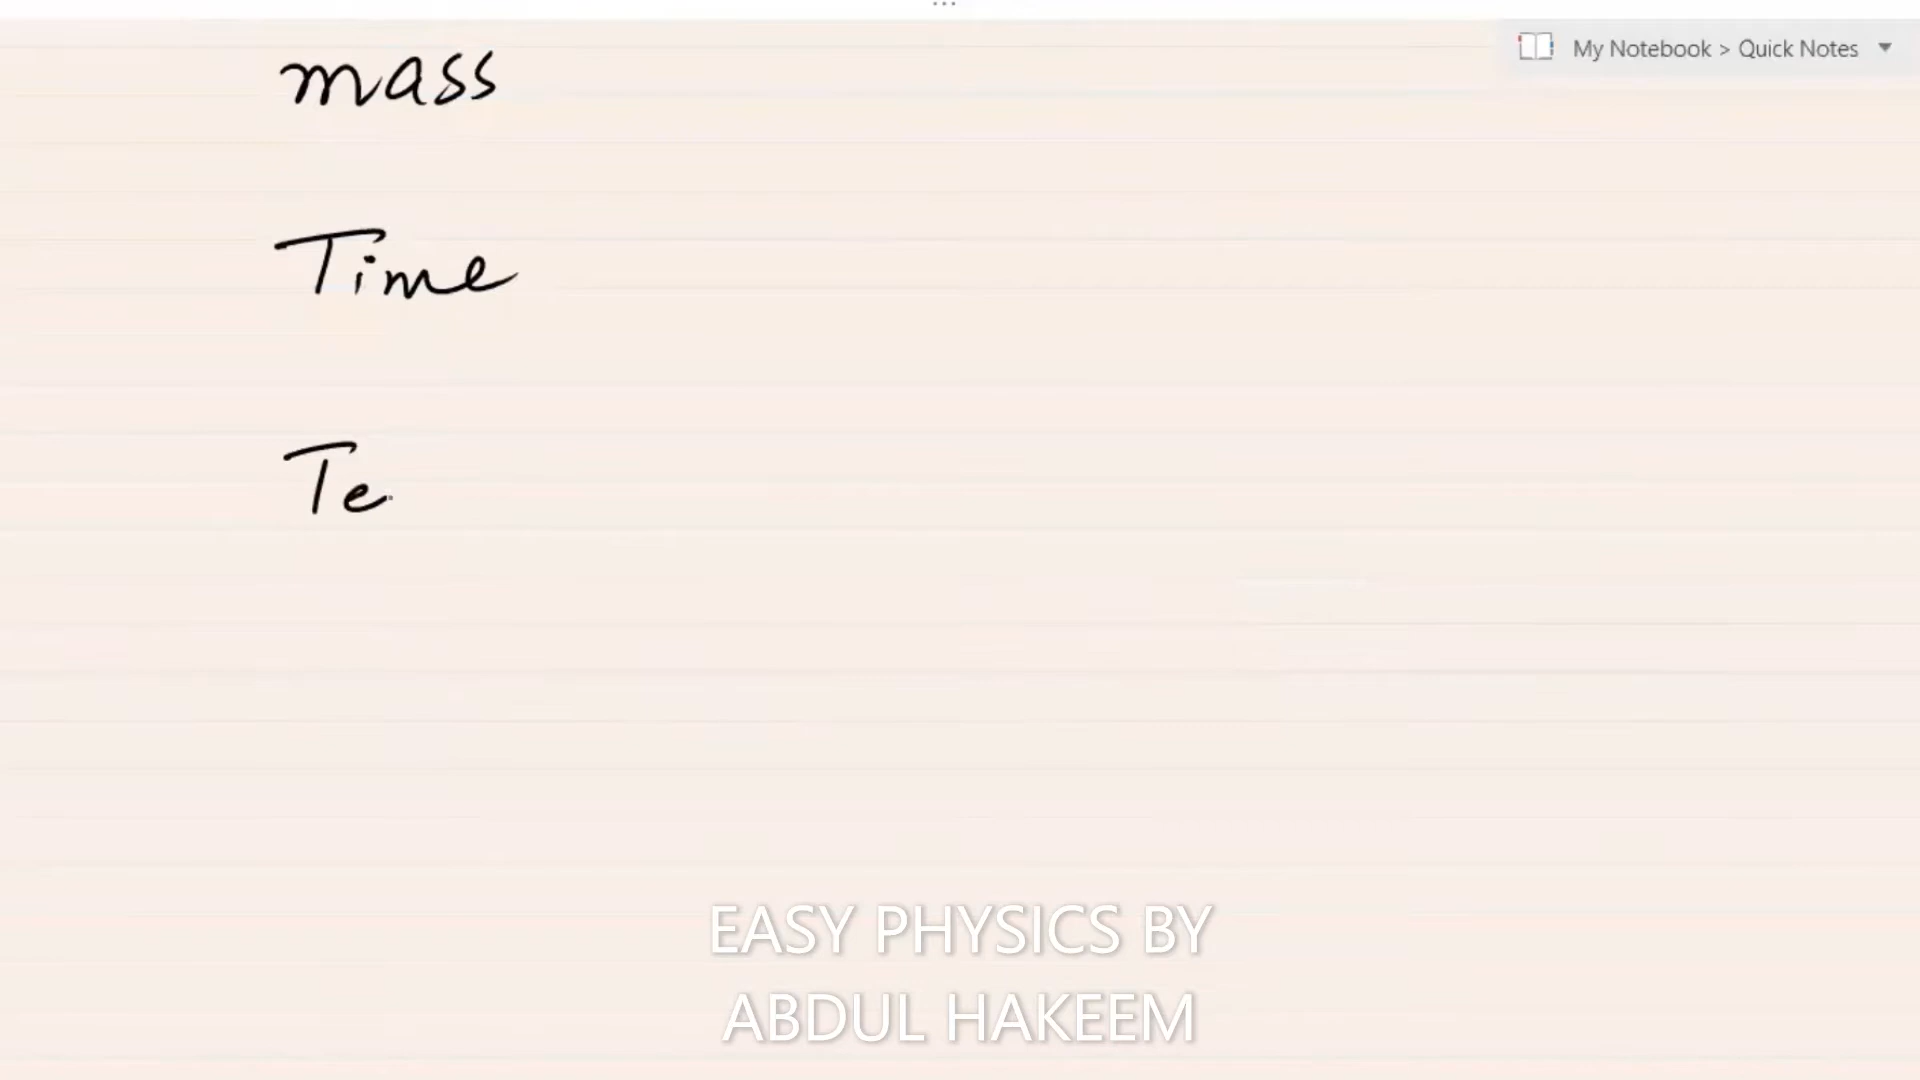 My Notebook > Quick Notes
mass
Time
Te
EASY PHYSICS BY
ABDUL HAKEEM